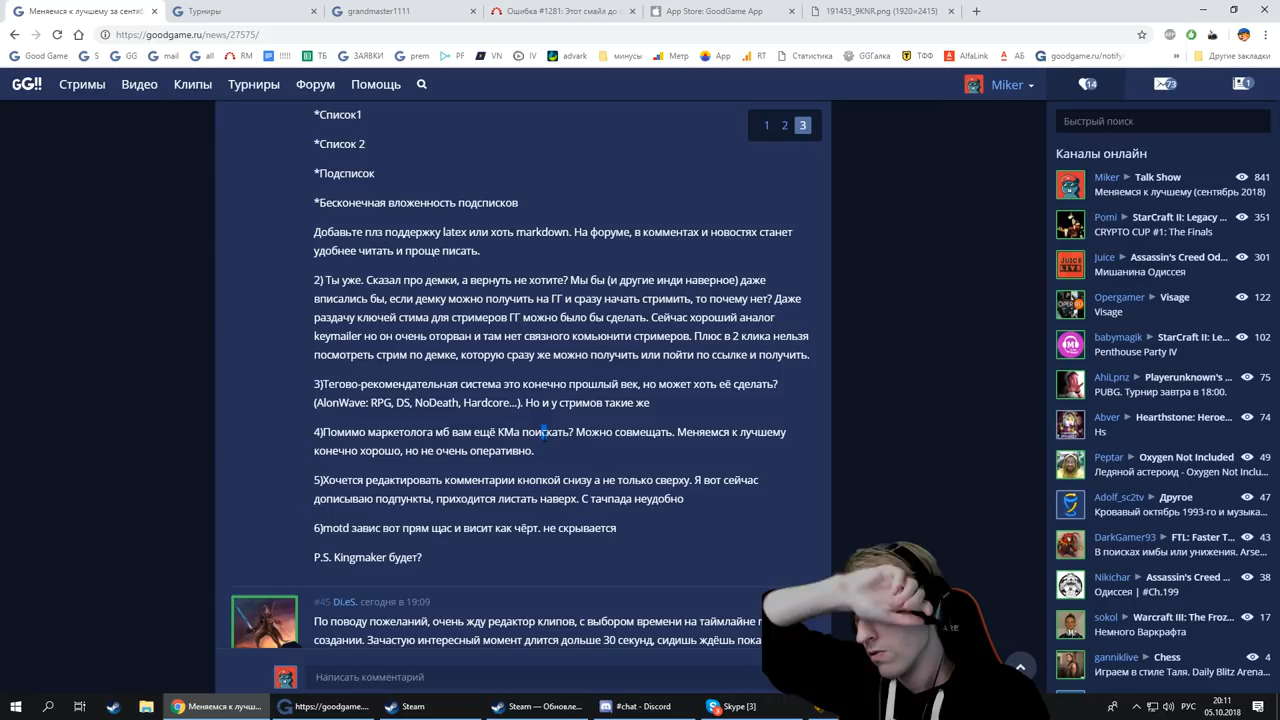 Меняемся к лучшему за сентяб
Турниры
grandmaster1111
Ошибка #1281: Этот смайл до с
App Store: GoodGame App
191453_9KNR.png (1920×2415)
https://goodgame.ru/news/27575/
Good Game
S
GG
mail
all
RM
!!!!!
ТБ
ЗАЯВКИ
prem
PF
VN
IV
advark
минусы
Метр
App
RT
Статистика
GGГалка
ТФФ
AlfaLink
АБ
goodgame.ru/notify
Другие закладки
GG!!
Стримы
Видео
Клипы
Турниры
Форум
Помощь
Miker
14
73
1
*Список1
1 2 3
*Список 2
*Подсписок
*Бесконечная вложенность подсписков
Добавьте плз поддержку latex или хоть markdown. На форуме, в комментах и новостях станет
удобнее читать и проще писать.
2) Ты уже. Сказал про демки, а вернуть не хотите? Мы бы (и другие инди наверное) даже
вписались бы, если демку можно получить на ГГ и сразу начать стримить, то почему нет? Даже
раздачу ключей стима для стримеров ГГ можно было бы сделать. Сейчас хороший аналог
keymailer но он очень оторван и там нет связного комьюнити стримеров. Плюс в 2 клика нельзя
посмотреть стрим по демке, которую сразу же можно получить или пойти по ссылке и получить.
3)Тегово-рекомендательная система это конечно прошлый век, но может хоть её сделать?
(AlonWave: RPG, DS, NoDeath, Hardcore...). Но и у стримов такие же
4)Помимо маркетолога мб вам ещё КМа поискать? Можно совмещать. Меняемся к лучшему
конечно хорошо, но не очень оперативно.
5)Хочется редактировать комментарии кнопкой снизу а не только сверху. Я вот сейчас
дописываю подпункты, приходится листать наверх. С тачпада неудобно
6)motd завис вот прям щас и висит как чёрт. не скрывается
P.S. Kingmaker будет?
#45 Di.eS. сегодня в 19:09
По поводу пожеланий, очень жду редактор клипов, с выбором времени на таймлайне
создании. Зачастую интересный момент длится дольше 30 секунд, сидишь ждёшь пока
Написать комментарий
Быстрый поиск
Каналы онлайн
Miker Talk Show 841
Меняемся к лучшему (сентябрь 2018)
Pomi StarCraft II: Legacy ... 351
CRYPTO CUP #1: The Finals
Juice Assassin's Creed Od... 301
Мишанина Одиссея
Opergamer Visage 122
Visage
babymagik StarCraft II: Le... 102
Penthouse Party IV
AhiLpnz Playerunknown's ... 75
PUBG. Турнир завтра в 18:00...
Abver Hearthstone: Heroe... 74
Hs
Peptar Oxygen Not Included 49
Ледяной астероид - Oxygen Not Inclu...
Adolf_sc2tv Другое 47
Кровавый октябрь 1993-го и музыка...
DarkGamer93 FTL: Faster T... 43
В поисках имбы или унижения. Arse...
Nikichar Assassin's Creed ... 38
Одиссея | #Ch.199
sokol Warcraft III: The Froz... 17
Немного Варкрафта
ganniklive Chess 4
Играем в стиле Таля. Daily Blitz Arena...
JUICE
LIVE
Меняемся к лучш...
https://goodgame....
Steam
Steam — Обновле...
#chat - Discord
Skype [3]
РУС
20:11
05.10.2018